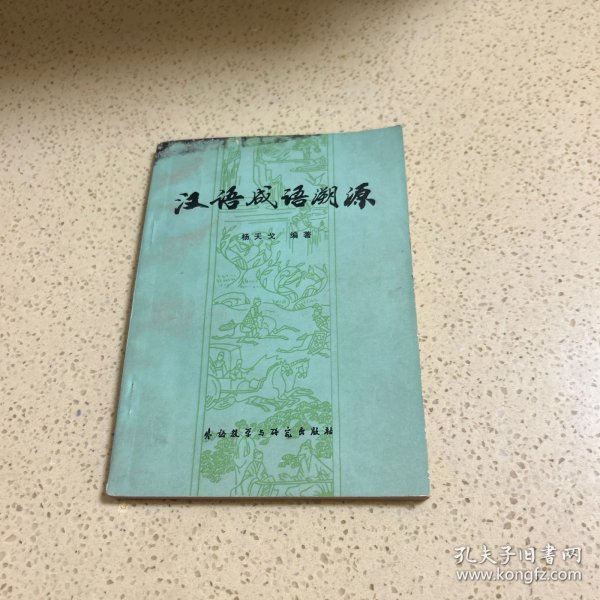 汉语成语溯源
杨天戈 编著
外语教学与研究出版社
孔夫子旧书网
www.kongfz.com